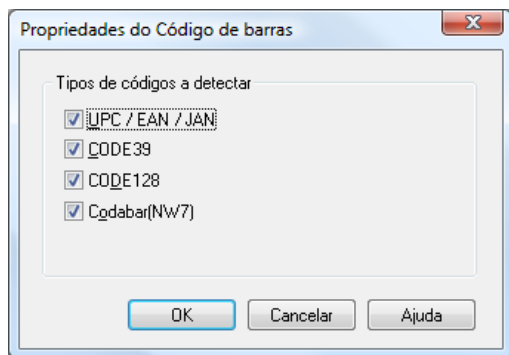 Propriedades do Código de barras
Tipos de códigos a detectar
UPC / EAN / JAN
CODE39
CODE128
Codabar(NW7)
OK Cancelar Ajuda